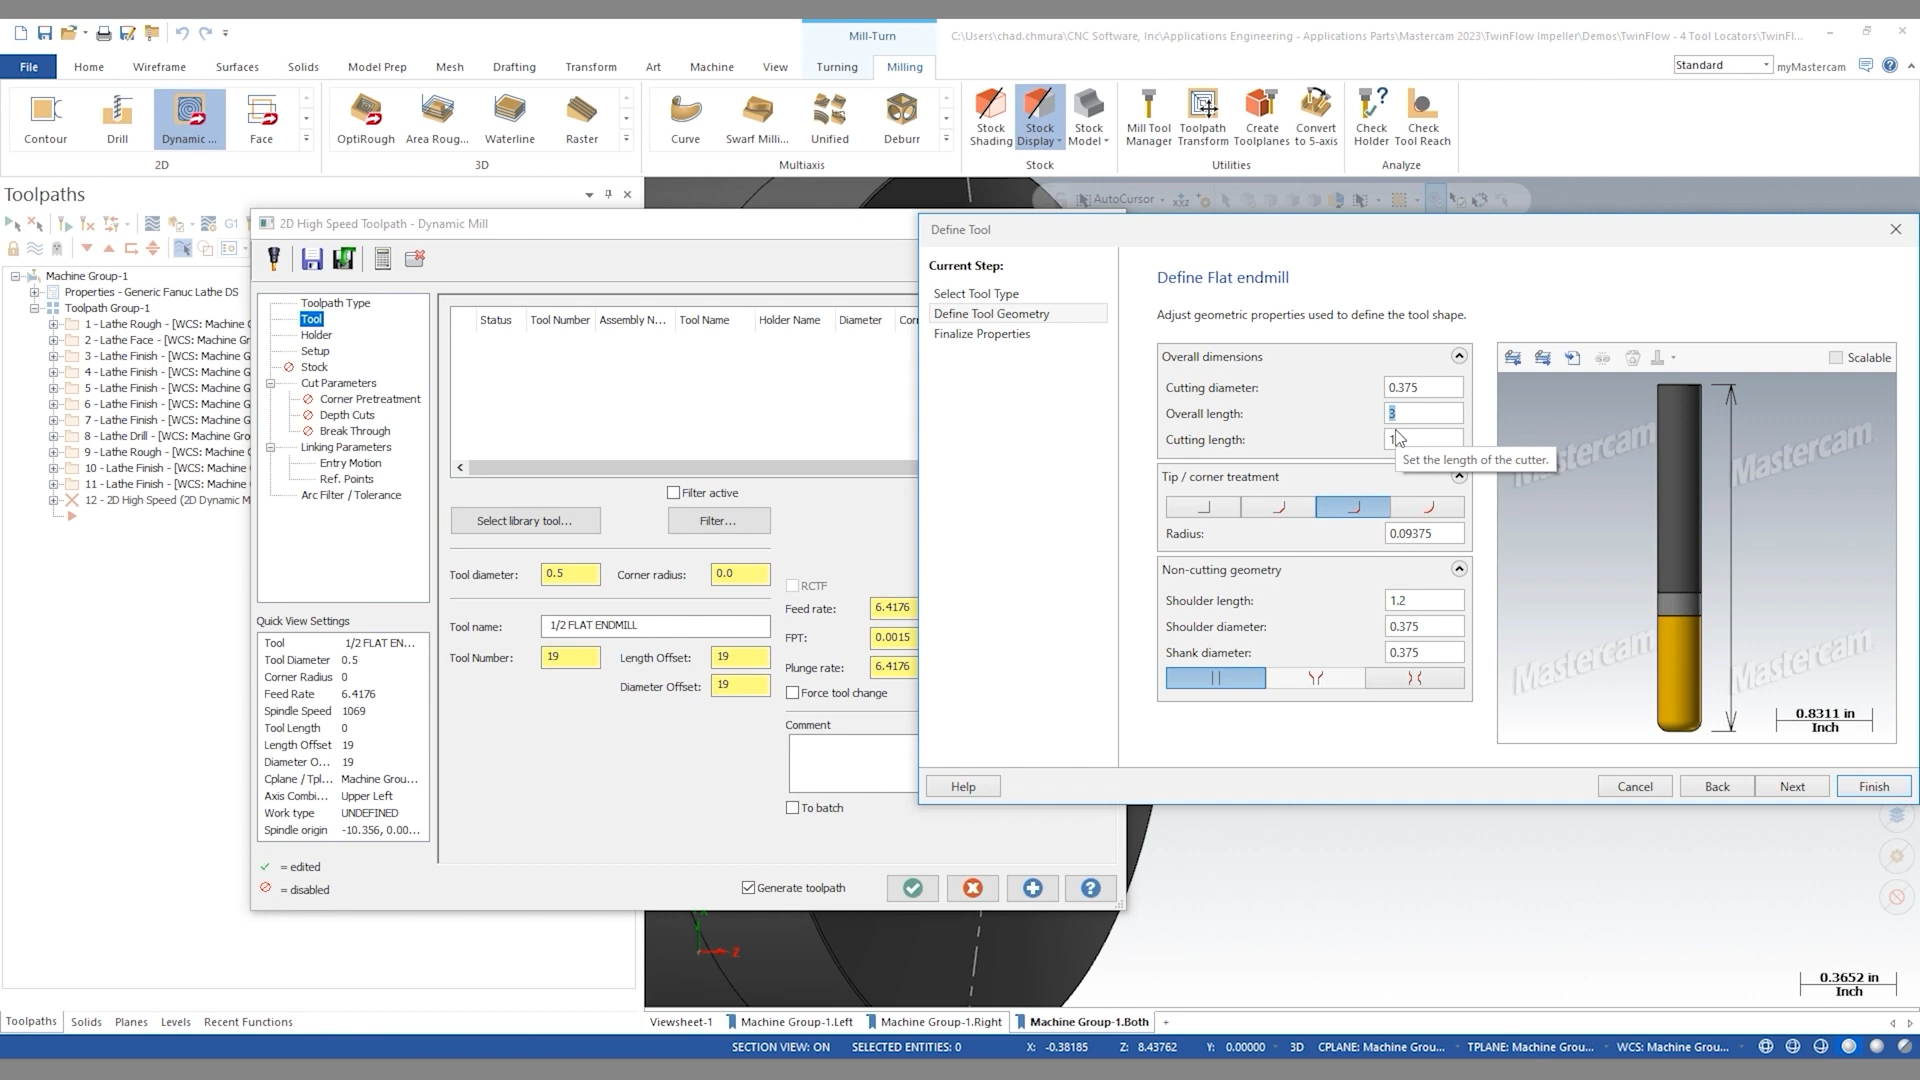 Mill-Turn
C:\Users\chad.chmura\CNC Software, Inc\Applications Engineering - Applications Parts\Mastercam 2023\TwinFlow Impeller\Demos\TwinFlow - 4 Tool Locators\TwinFl...
File Home Wireframe Surfaces Solids Model Prep Mesh Drafting Transform Art Machine View Turning Milling
Standard myMastercam
Contour Drill Dynamic ... Face
OptiRough Area Roug... Waterline Raster
Curve Swarf Milli... Unified Deburr
Stock Shading Stock Display Stock Model
Mill Tool Manager Toolpath Transform Create Toolplanes Convert to 5-axis
Check Holder Check Tool Reach
2D 3D Multiaxis Stock Utilities Analyze
Toolpaths
AutoCursor
G1
Machine Group-1
Properties - Generic Fanuc Lathe DS
Toolpath Group-1
1 - Lathe Rough - [WCS: Machine G
2 - Lathe Face - [WCS: Machine Gr
3 - Lathe Finish - [WCS: Machine G
4 - Lathe Finish - [WCS: Machine G
5 - Lathe Finish - [WCS: Machine G
6 - Lathe Finish - [WCS: Machine G
7 - Lathe Finish - [WCS: Machine G
8 - Lathe Drill - [WCS: Machine Gro
9 - Lathe Rough - [WCS: Machine G
10 - Lathe Finish - [WCS: Machine
11 - Lathe Finish - [WCS: Machine
12 - 2D High Speed (2D Dynamic M
2D High Speed Toolpath - Dynamic Mill
Toolpath Type
Tool
Holder
Setup
Stock
Cut Parameters
Corner Pretreatment
Depth Cuts
Break Through
Linking Parameters
Entry Motion
Ref. Points
Arc Filter / Tolerance
Quick View Settings
Tool 1/2 FLAT EN...
Tool Diameter 0.5
Corner Radius 0
Feed Rate 6.4176
Spindle Speed 1069
Tool Length 0
Length Offset 19
Diameter O... 19
Cplane / Tpl... Machine Grou...
Axis Combi... Upper Left
Work type UNDEFINED
Spindle origin -10.356, 0.00...
= edited
= disabled
Status Tool Number Assembly N... Tool Name Holder Name Diameter Corn
Filter active
Select library tool... Filter...
Tool diameter: 0.5 Corner radius: 0.0
Tool name: 1/2 FLAT ENDMILL
Tool Number: 19 Length Offset: 19
Diameter Offset: 19
RCTF
Feed rate: 6.4176
FPT: 0.0015
Plunge rate: 6.4176
Force tool change
Comment
To batch
Generate toolpath
Define Tool
Current Step:
Select Tool Type
Define Tool Geometry
Finalize Properties
Define Flat endmill
Adjust geometric properties used to define the tool shape.
Overall dimensions
Cutting diameter: 0.375
Overall length: 3
Cutting length: 1
Set the length of the cutter.
Tip / corner treatment
Radius: 0.09375
Non-cutting geometry
Shoulder length: 1.2
Shoulder diameter: 0.375
Shank diameter: 0.375
Scalable
Mastercam
Mastercam
Mastercam
Mastercam
0.8311 in
Inch
Help Cancel Back Next Finish
Z
0.3652 in
Inch
Toolpaths Solids Planes Levels Recent Functions
Viewsheet-1 Machine Group-1.Left Machine Group-1.Right Machine Group-1.Both +
SECTION VIEW: ON SELECTED ENTITIES: 0 X: -0.38185 Z: 8.43762 Y: 0.00000 3D CPLANE: Machine Grou... TPLANE: Machine Grou... WCS: Machine Grou...